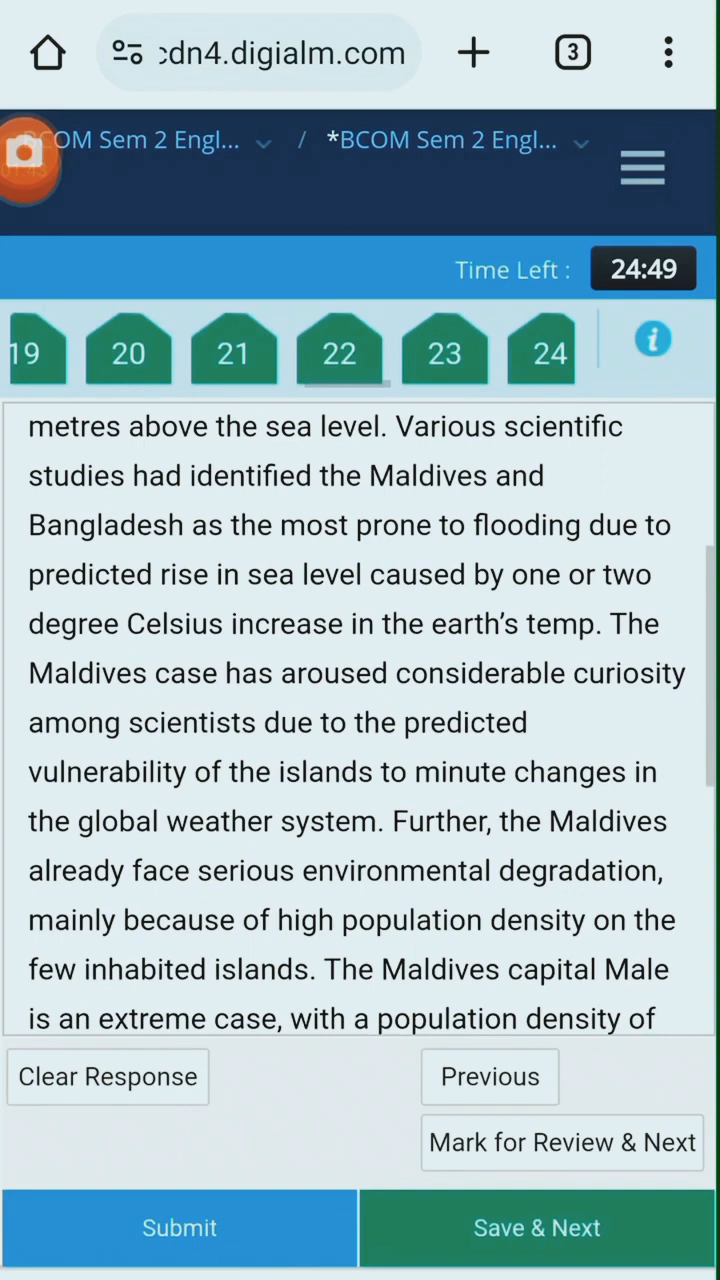 cdn4.digialm.com
3
COM Sem 2 Engl... / *BCOM Sem 2 Engl...
Time Left : 24:49
19 20 21 22 23 24
metres above the sea level. Various scientific
studies had identified the Maldives and
Bangladesh as the most prone to flooding due to
predicted rise in sea level caused by one or two
degree Celsius increase in the earth's temp. The
Maldives case has aroused considerable curiosity
among scientists due to the predicted
vulnerability of the islands to minute changes in
the global weather system. Further, the Maldives
already face serious environmental degradation,
mainly because of high population density on the
few inhabited islands. The Maldives capital Male
is an extreme case, with a population density of
Clear Response Previous
Mark for Review & Next
Submit Save & Next